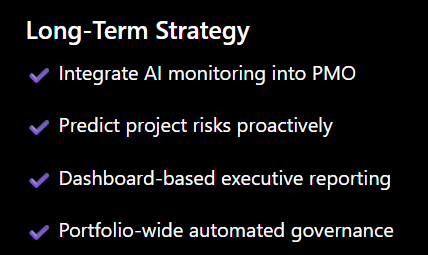 Long-Term Strategy
Integrate AI monitoring into PMO
Predict project risks proactively
Dashboard-based executive reporting
Portfolio-wide automated governance